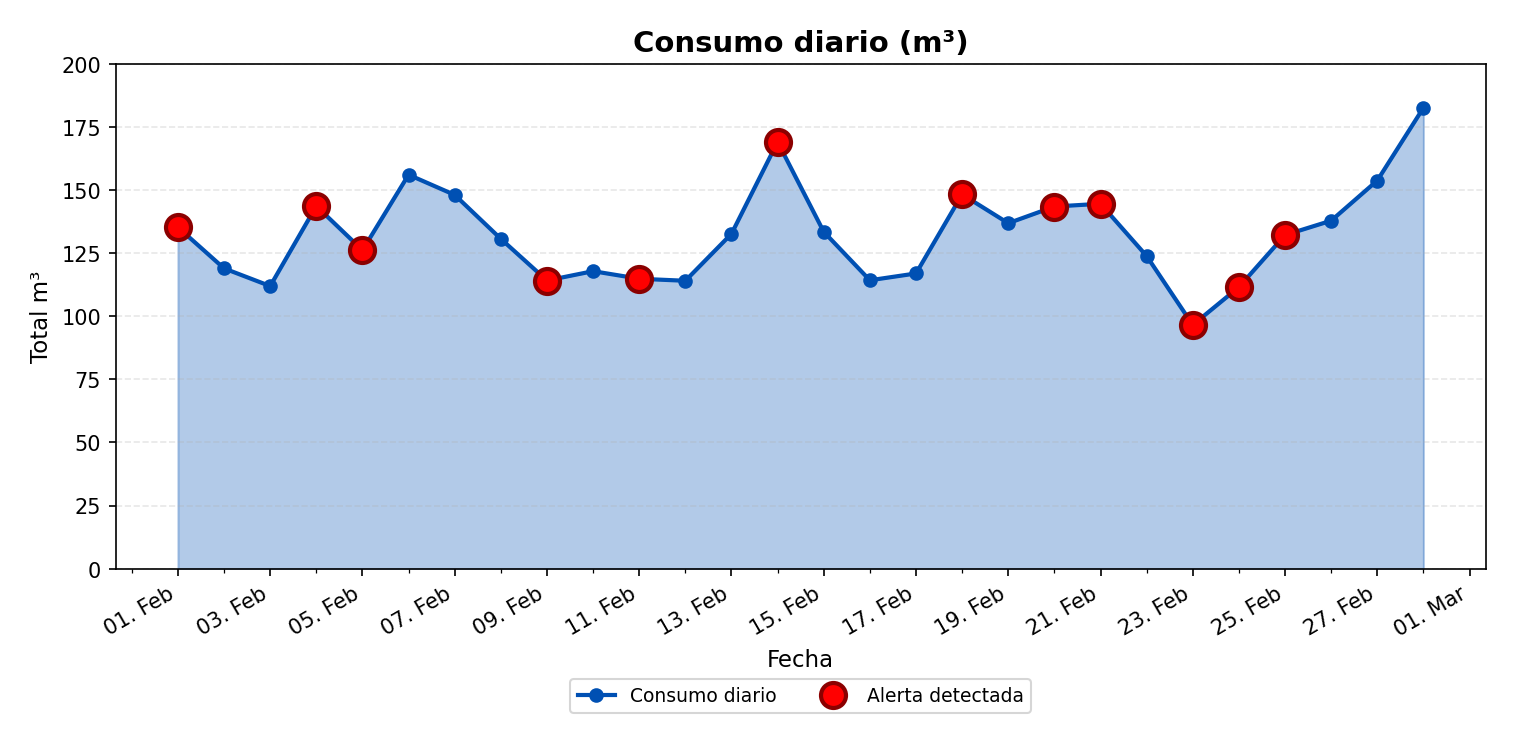 Consumo diario (m³)
200
175
150
125
100
75
50
25
0
Total m³
01. Feb
03. Feb
05. Feb
07. Feb
09. Feb
11. Feb
13. Feb
15. Feb
17. Feb
19. Feb
21. Feb
23. Feb
25. Feb
27. Feb
01. Mar
Fecha
Consumo diario
Alerta detectada